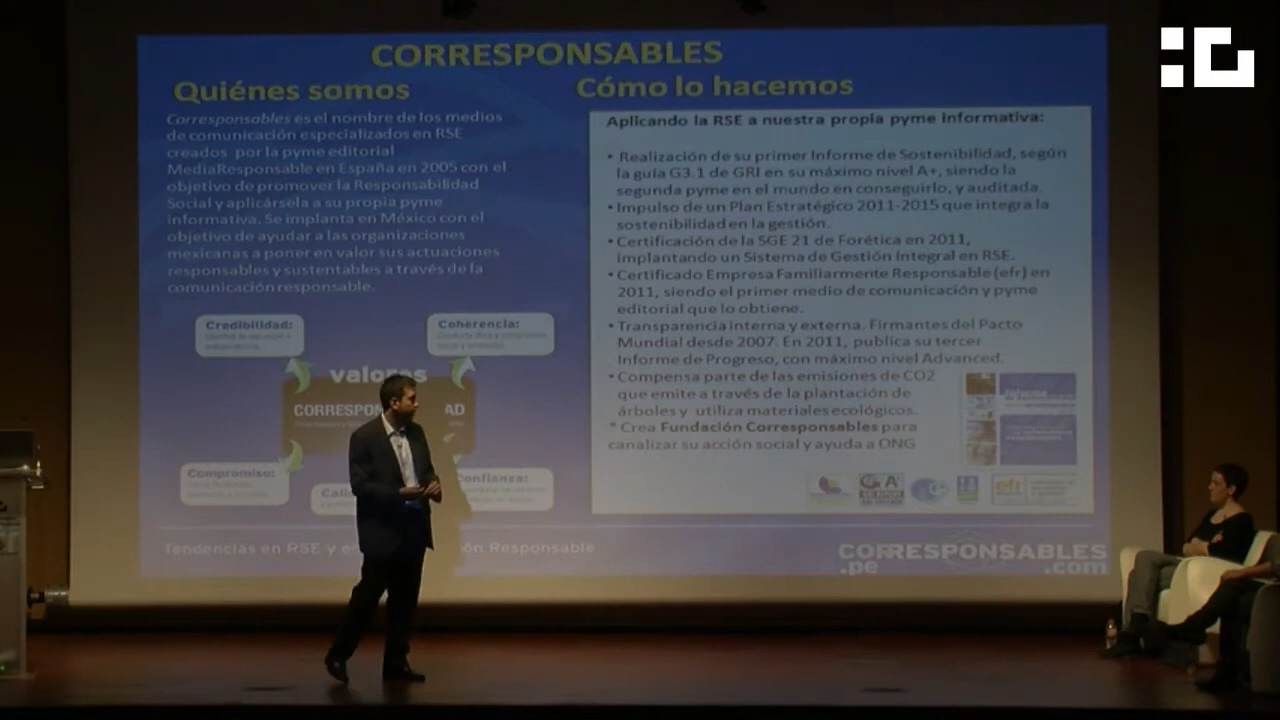 CORRESPONSABLES
Quiénes somos
Corresponsables es el nombre de los medios
de comunicación especializados en RSE
creados por la pyme editorial
MediaResponsable en España en 2005 con el
objetivo de promover la Responsabilidad
Social y aplicársela a su propia pyme
informativa. Se implanta en México con el
objetivo de ayudar a las organizaciones
mexicanas a poner en valor sus actuaciones
responsables y sustentables a través de la
comunicación responsable.
Credibilidad:
Coherencia:
valores
CORRESPON AD
Compromiso:
Cali
onfianza:
Cómo lo hacemos
Aplicando la RSE a nuestra propia pyme informativa:
• Realización de su primer Informe de Sostenibilidad, según
la guía G3.1 de GRI en su máximo nivel A+, siendo la
segunda pyme en el mundo en conseguirlo, y auditada.
• Impulso de un Plan Estratégico 2011-2015 que integra la
sostenibilidad en la gestión.
• Certificación de la SGE 21 de Forética en 2011,
implantando un Sistema de Gestión Integral en RSE.
• Certificado Empresa Familiarmente Responsable (efr) en
2011, siendo el primer medio de comunicación y pyme
editorial que lo obtiene.
• Transparencia interna y externa. Firmantes del Pacto
Mundial desde 2007. En 2011, publica su tercer
Informe de Progreso, con máximo nivel Advanced.
• Compensa parte de las emisiones de CO2
que emite a través de la plantación de
árboles y utiliza materiales ecológicos.
* Crea Fundación Corresponsables para
canalizar su acción social y ayuda a ONG
efr
Tendencias en RSE y e ón Responsable
CORRESPONSABLES
.pe .com